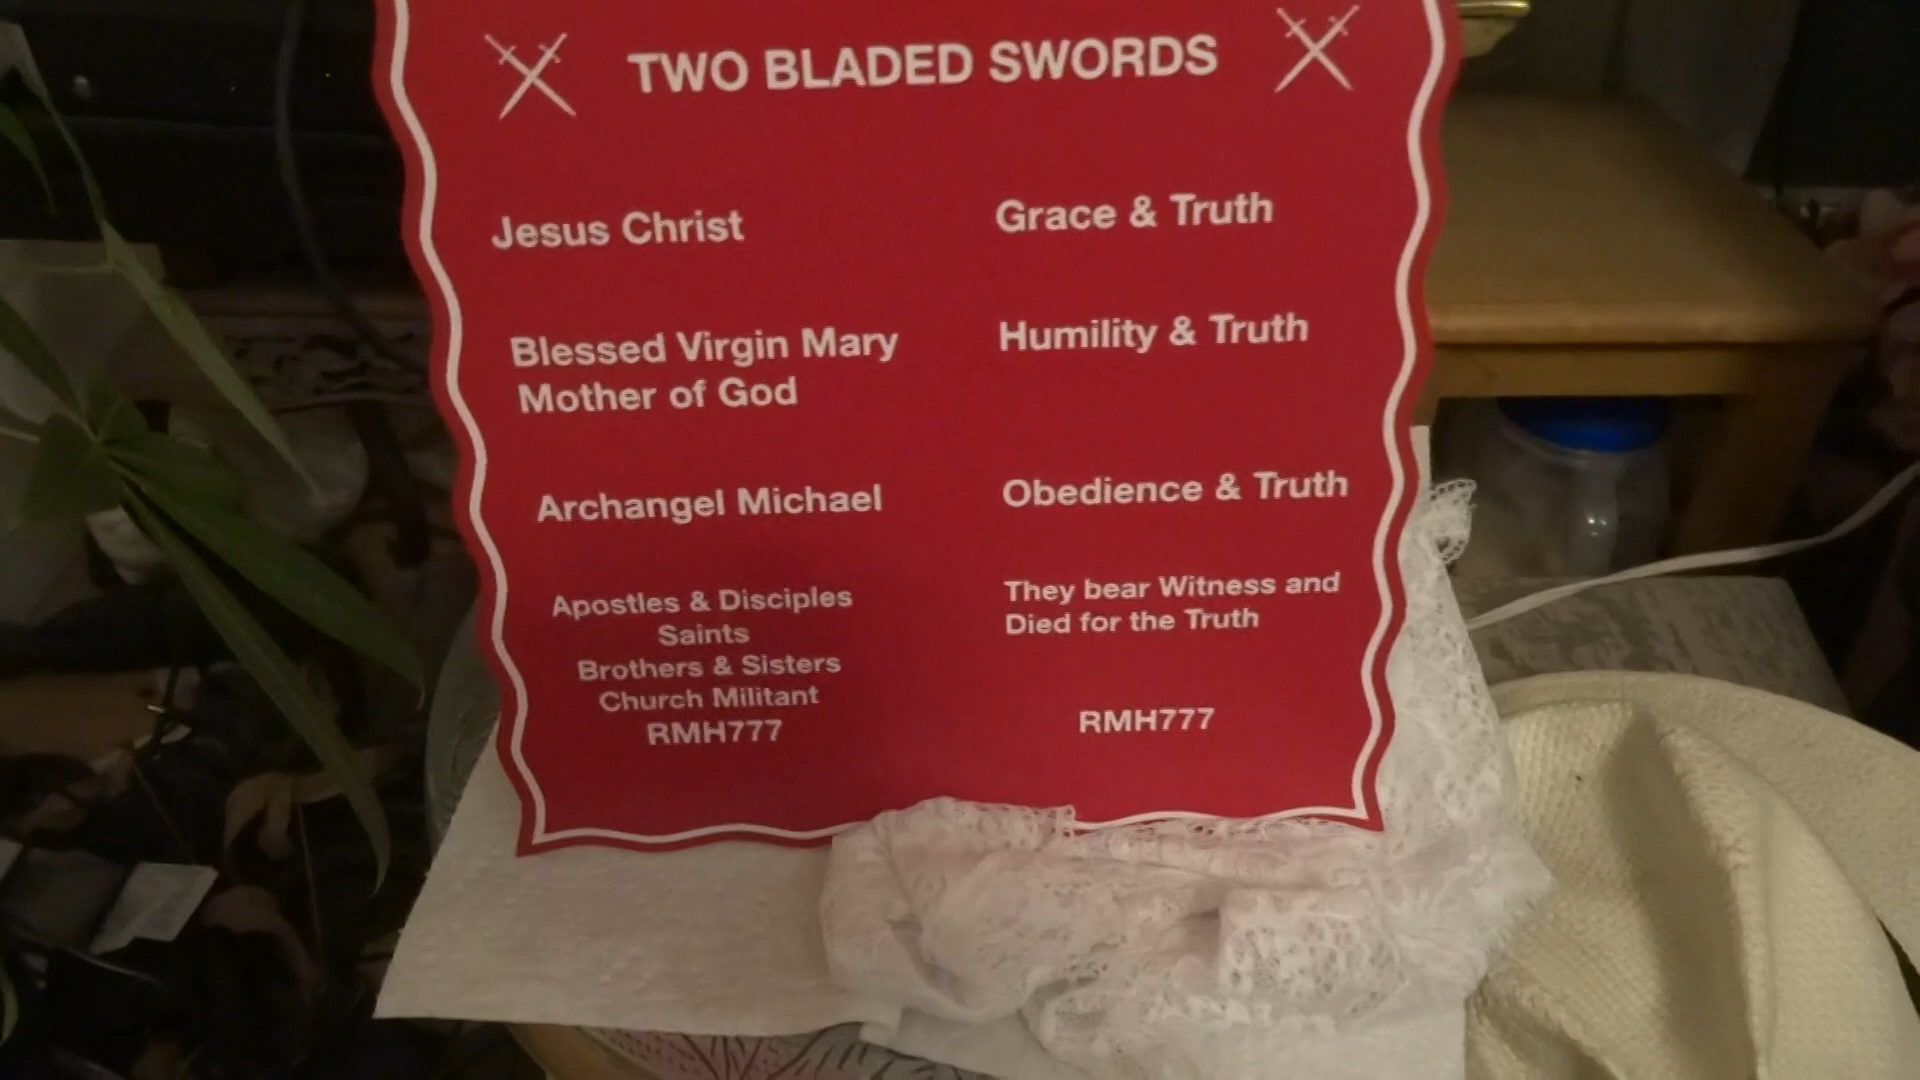 TWO BLADED SWORDS
Jesus Christ
Grace & Truth
Blessed Virgin Mary
Mother of God
Humility & Truth
Archangel Michael
Obedience & Truth
Apostles & Disciples
Saints
Brothers & Sisters
Church Militant
RMH777
They bear Witness and
Died for the Truth
RMH777